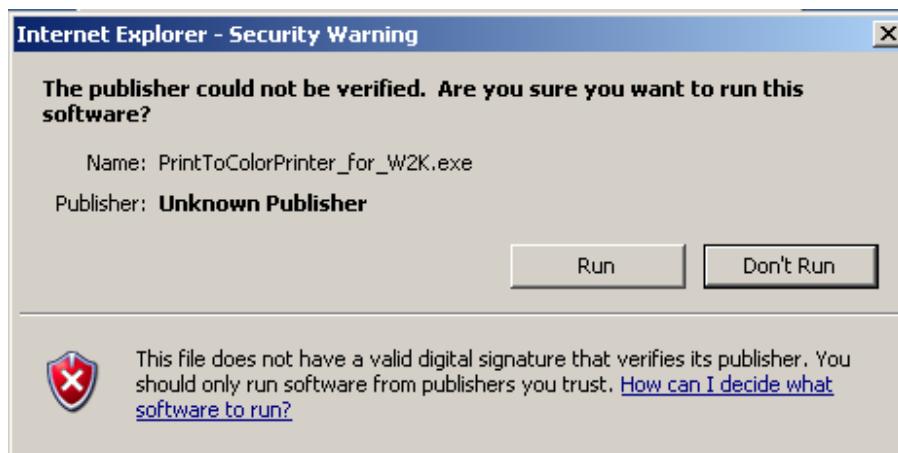 Internet Explorer - Security Warning
The publisher could not be verified.  Are you sure you want to run this
software?
Name: PrintToColorPrinter_for_W2K.exe
Publisher: Unknown Publisher
Run
Don't Run
This file does not have a valid digital signature that verifies its publisher. You
should only run software from publishers you trust. How can I decide what
software to run?